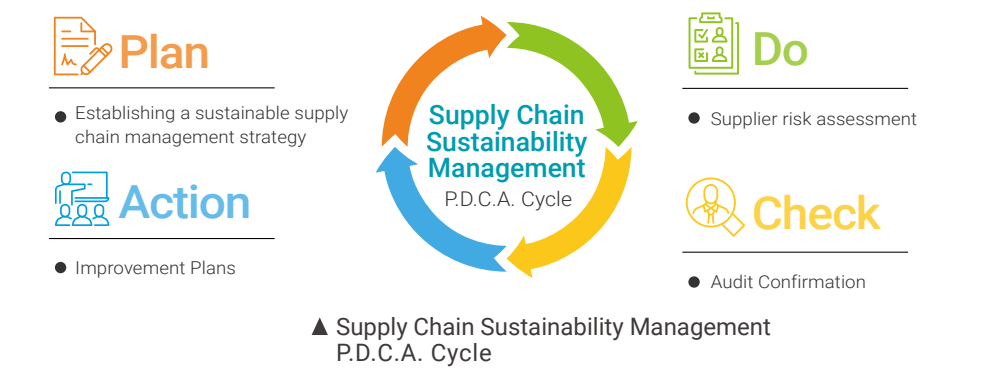 Plan
Establishing a sustainable supply
chain management strategy
Action
Improvement Plans
Supply Chain
Sustainability
Management
P.D.C.A. Cycle
Do
Supplier risk assessment
Check
Audit Confirmation
▲ Supply Chain Sustainability Management
P.D.C.A. Cycle